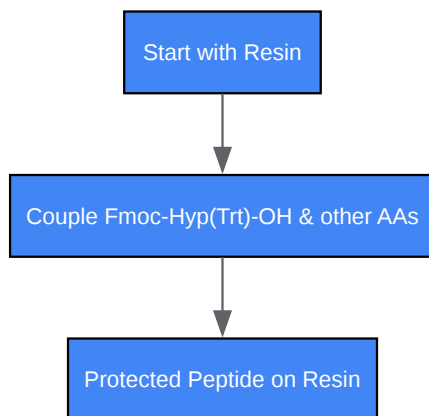 Start with Resin
Couple Fmoc-Hyp(Trt)-OH & other AAs
Protected Peptide on Resin